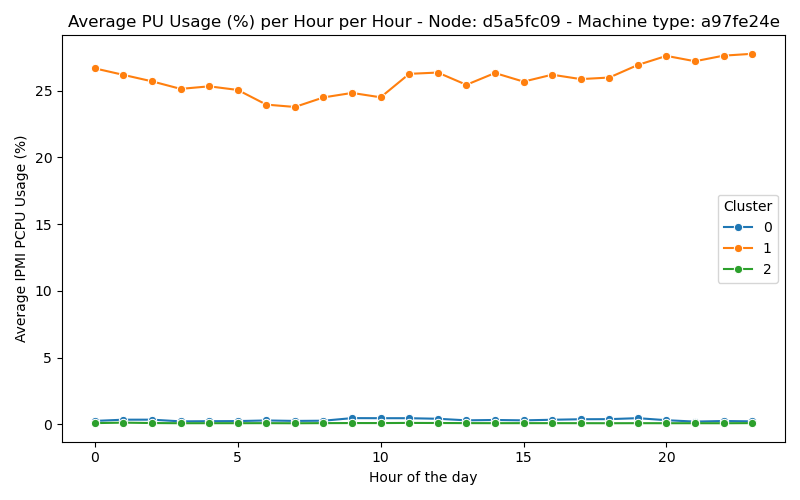 Average PU Usage (%) per Hour per Hour - Node: d5a5fc09 - Machine type: a97fe24e
Average IPMI PCPU Usage (%)
25
20
15
10
5
0
Cluster
0
1
2
0 5 10 15 20
Hour of the day